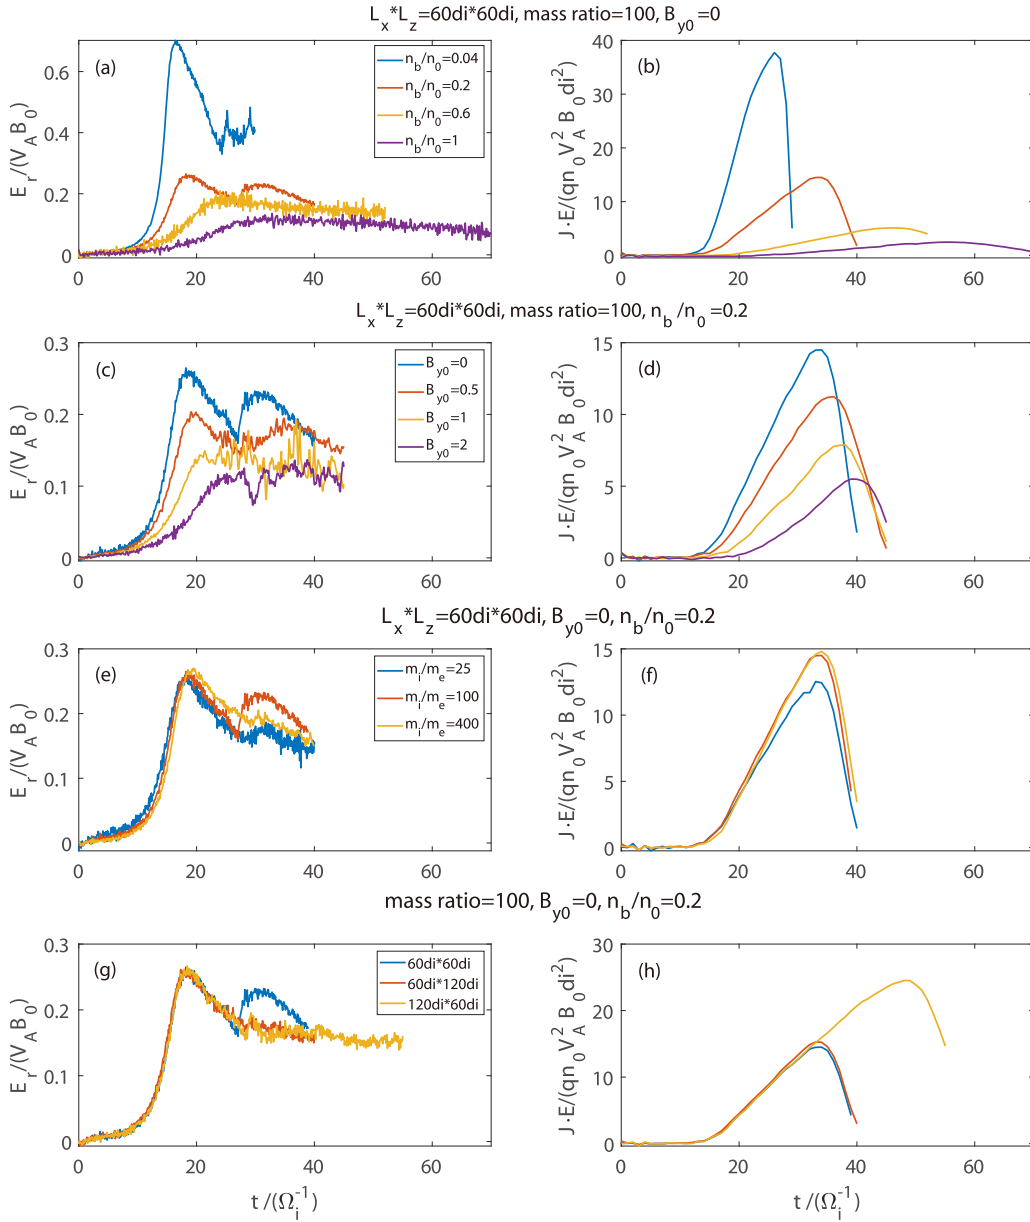 L_x*L_z=60di*60di, mass ratio=100, B_y0=0
(a)
n_b/n_0=0.04
n_b/n_0=0.2
n_b/n_0=0.6
n_b/n_0=1
E_r/(V_A B_0)
0.6
0.4
0.2
0
0 20 40 60
(b)
J·E/(qn_0 V_A^2 B_0 di^2)
40
30
20
10
0
0 20 40 60
L_x*L_z=60di*60di, mass ratio=100, n_b/n_0=0.2
(c)
B_y0=0
B_y0=0.5
B_y0=1
B_y0=2
E_r/(V_A B_0)
0.3
0.2
0.1
0
0 20 40 60
(d)
J·E/(qn_0 V_A^2 B_0 di^2)
15
10
5
0
0 20 40 60
L_x*L_z=60di*60di, B_y0=0, n_b/n_0=0.2
(e)
m_i/m_e=25
m_i/m_e=100
m_i/m_e=400
E_r/(V_A B_0)
0.3
0.2
0.1
0
0 20 40 60
(f)
J·E/(qn_0 V_A^2 B_0 di^2)
15
10
5
0
0 20 40 60
mass ratio=100, B_y0=0, n_b/n_0=0.2
(g)
60di*60di
60di*120di
120di*60di
E_r/(V_A B_0)
0.3
0.2
0.1
0
0 20 40 60
t /(Ω_i^-1)
(h)
J·E/(qn_0 V_A^2 B_0 di^2)
30
20
10
0
0 20 40 60
t /(Ω_i^-1)